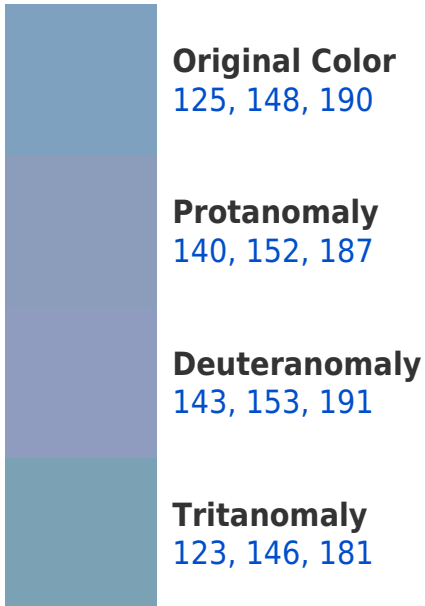 Original Color
125, 148, 190
Protanomaly
140, 152, 187
Deuteranomaly
143, 153, 191
Tritanomaly
123, 146, 181